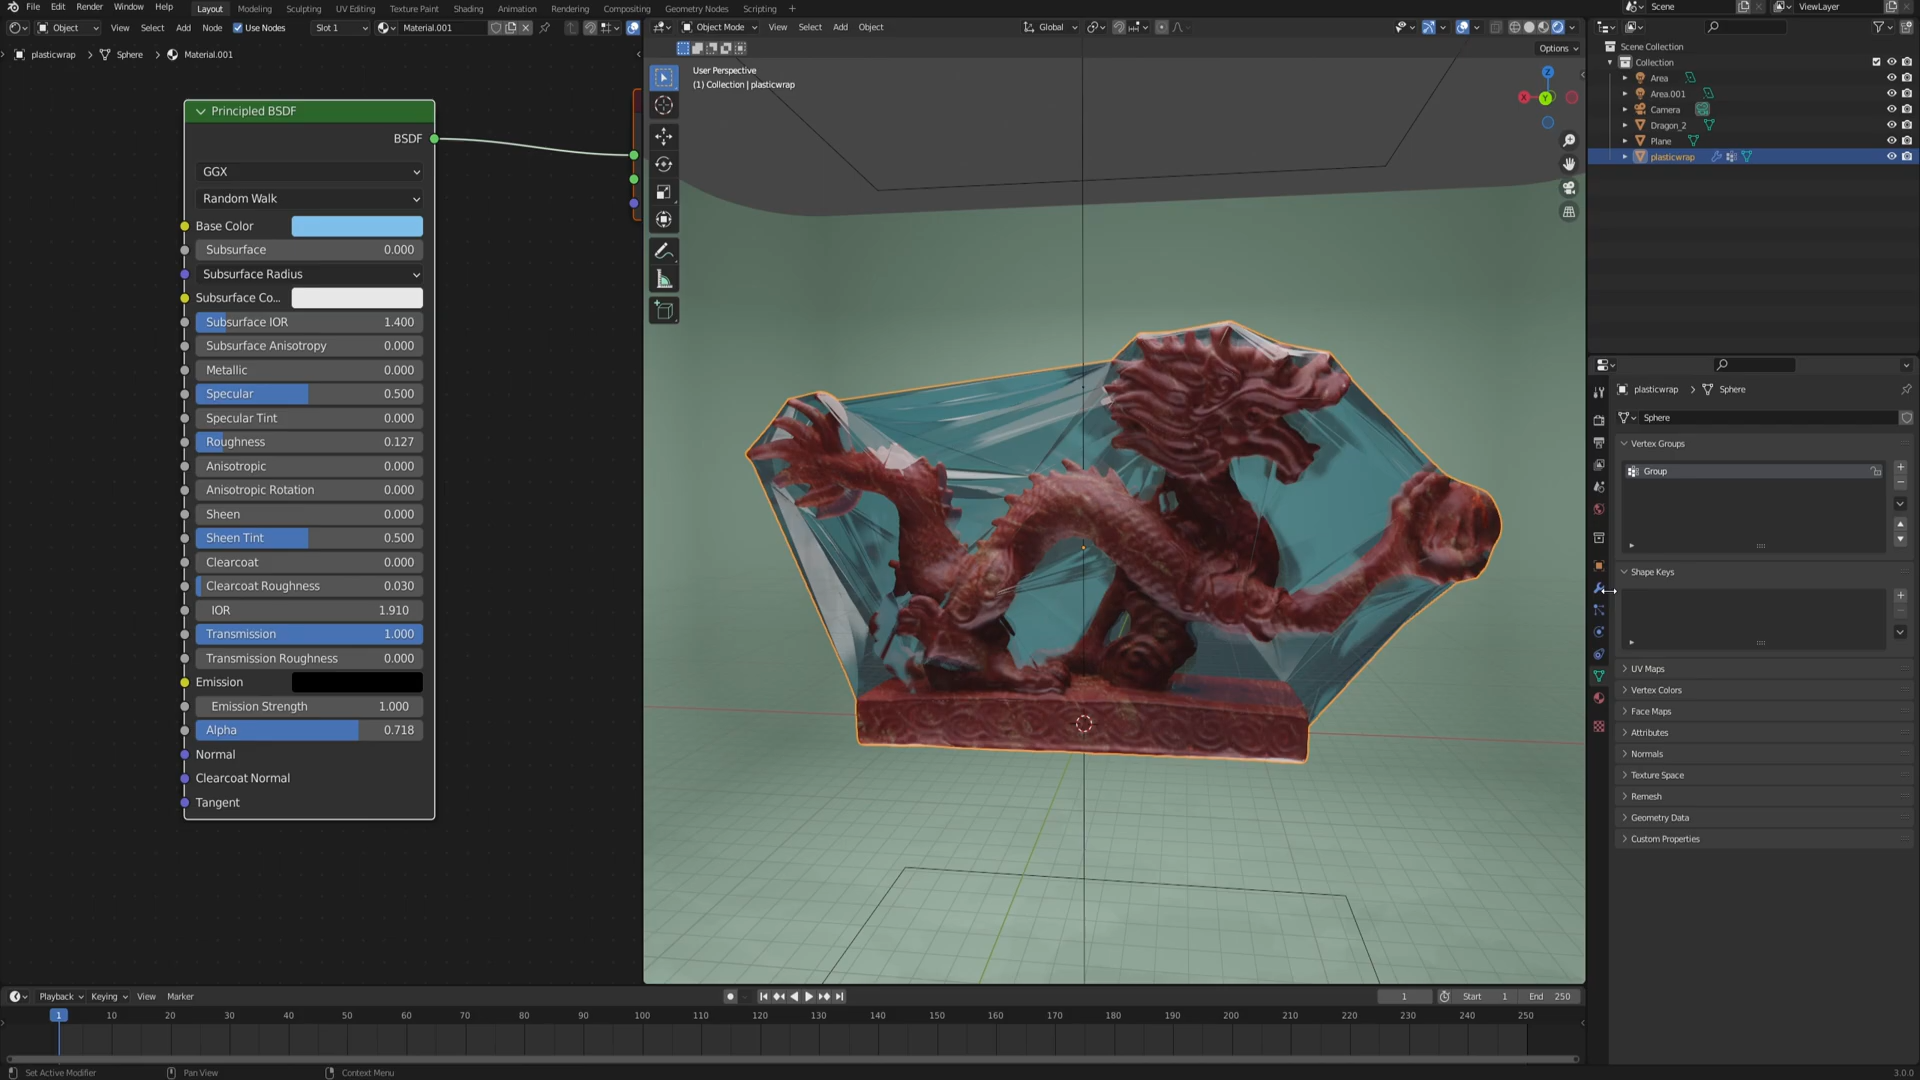 File Edit Render Window Help Layout Modeling Sculpting UV Editing Texture Paint Shading Animation Rendering Compositing Geometry Nodes Scripting + Scene ViewLayer
Object View Select Add Node Use Nodes Slot 1 Material.001
Object Mode View Select Add Object Global
Options
plasticwrap > Sphere > Material.001
Principled BSDF
BSDF
GGX
Random Walk
Base Color
Subsurface 0.000
Subsurface Radius
Subsurface Co...
Subsurface IOR 1.400
Subsurface Anisotropy 0.000
Metallic 0.000
Specular 0.500
Specular Tint 0.000
Roughness 0.127
Anisotropic 0.000
Anisotropic Rotation 0.000
Sheen 0.000
Sheen Tint 0.500
Clearcoat 0.000
Clearcoat Roughness 0.030
IOR 1.910
Transmission 1.000
Transmission Roughness 0.000
Emission
Emission Strength 1.000
Alpha 0.718
Normal
Clearcoat Normal
Tangent
User Perspective
(1) Collection | plasticwrap
Z
X
Y
Scene Collection
Collection
Area
Area.001
Camera
Dragon_2
Plane
plasticwrap
plasticwrap > Sphere
Sphere
Vertex Groups
Group
Shape Keys
UV Maps
Vertex Colors
Face Maps
Attributes
Normals
Texture Space
Remesh
Geometry Data
Custom Properties
Playback Keying View Marker 1 Start 1 End 250
1 10 20 30 40 50 60 70 80 90 100 110 120 130 140 150 160 170 180 190 200 210 220 230 240 250
Set Active Modifier Pan View Context Menu 3.0.0